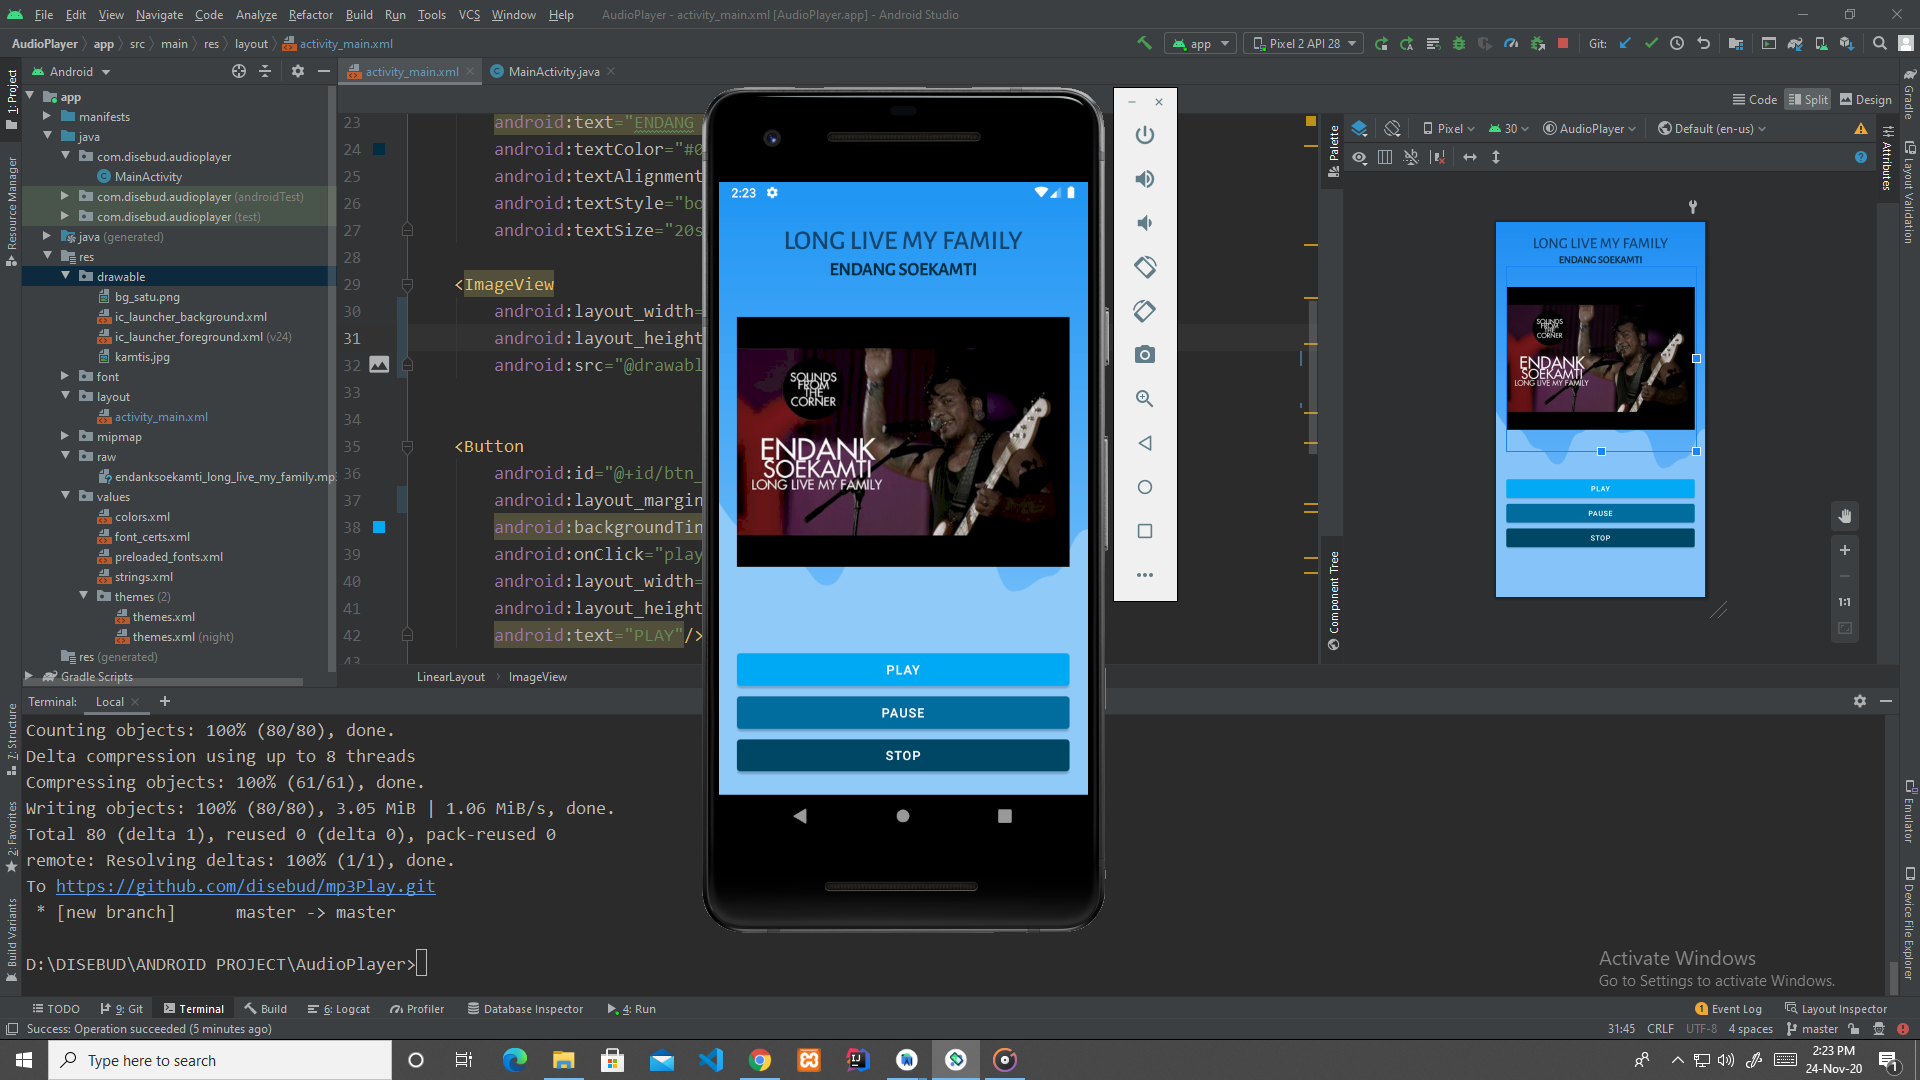 File Edit View Navigate Code Analyze Refactor Build Run Tools VCS Window Help AudioPlayer - activity_main.xml [AudioPlayer.app] - Android Studio
AudioPlayer app src main res layout activity_main.xml app Pixel 2 API 28 Git:
Android activity_main.xml MainActivity.java
Code Split Design
Pixel 30 AudioPlayer Default (en-us)
1: Project
Resource Manager
7: Structure
2: Favorites
Build Variants
app
manifests
java
com.disebud.audioplayer
MainActivity
com.disebud.audioplayer (androidTest)
com.disebud.audioplayer (test)
java (generated)
res
drawable
bg_satu.png
ic_launcher_background.xml
ic_launcher_foreground.xml (v24)
kamtis.jpg
font
layout
activity_main.xml
mipmap
raw
endanksoekamti_long_live_my_family.mp
values
colors.xml
font_certs.xml
preloaded_fonts.xml
strings.xml
themes (2)
themes.xml
themes.xml (night)
res (generated)
Gradle Scripts
23 android:text="ENDANG
24 android:textColor="#0
25 android:textAlignment
26 android:textStyle="bo
27 android:textSize="20s
28
29 <ImageView
30 android:layout_width=
31 android:layout_height
32 android:src="@drawabl
33
34
35 <Button
36 android:id="@+id/btn_
37 android:layout_margin
38 android:backgroundTin
39 android:onClick="play
40 android:layout_width=
41 android:layout_height
42 android:text="PLAY"/>
43
LinearLayout ImageView
2:23
LONG LIVE MY FAMILY
ENDANG SOEKAMTI
SOUNDS
FROM
THE
CORNER
ENDANK
SOEKAMTI
LONG LIVE MY FAMILY
PLAY
PAUSE
STOP
Palette
Component Tree
LONG LIVE MY FAMILY
ENDANG SOEKAMTI
SOUNDS
FROM
THE
CORNER
ENDANK
SOEKAMTI
LONG LIVE MY FAMILY
PLAY
PAUSE
STOP
1:1
Gradle
Attributes
Layout Validation
Emulator
Device File Explorer
Terminal: Local
Counting objects: 100% (80/80), done.
Delta compression using up to 8 threads
Compressing objects: 100% (61/61), done.
Writing objects: 100% (80/80), 3.05 MiB | 1.06 MiB/s, done.
Total 80 (delta 1), reused 0 (delta 0), pack-reused 0
remote: Resolving deltas: 100% (1/1), done.
To https://github.com/disebud/mp3Play.git
* [new branch] master -> master
D:\DISEBUD\ANDROID PROJECT\AudioPlayer>
Activate Windows
Go to Settings to activate Windows.
TODO 9: Git Terminal Build 6: Logcat Profiler Database Inspector 4: Run 1 Event Log Layout Inspector
Success: Operation succeeded (5 minutes ago) 31:45 CRLF UTF-8 4 spaces master
Type here to search
2:23 PM
24-Nov-20
1